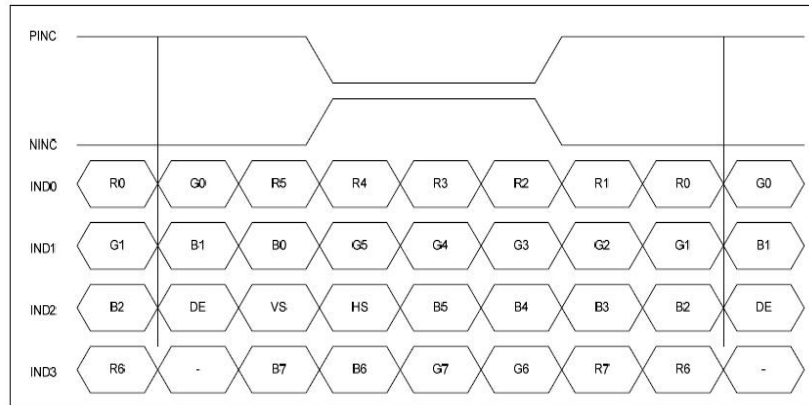 PINC
NINC
IND0 R0 G0 R5 R4 R3 R2 R1 R0 G0
IND1 G1 B1 B0 G5 G4 G3 G2 G1 B1
IND2 B2 DE VS HS B5 B4 B3 B2 DE
IND3 R6 - B7 B6 G7 G6 R7 R6 -